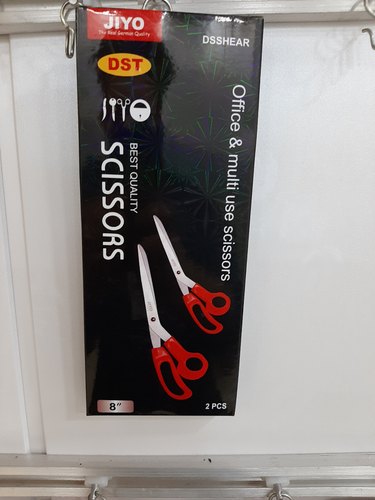 JIYO
The Real German Quality
DSSHEAR
DST
Office & multi use scissors
BEST QUALITY
SCISSORS
JIYO
8"
2 PCS